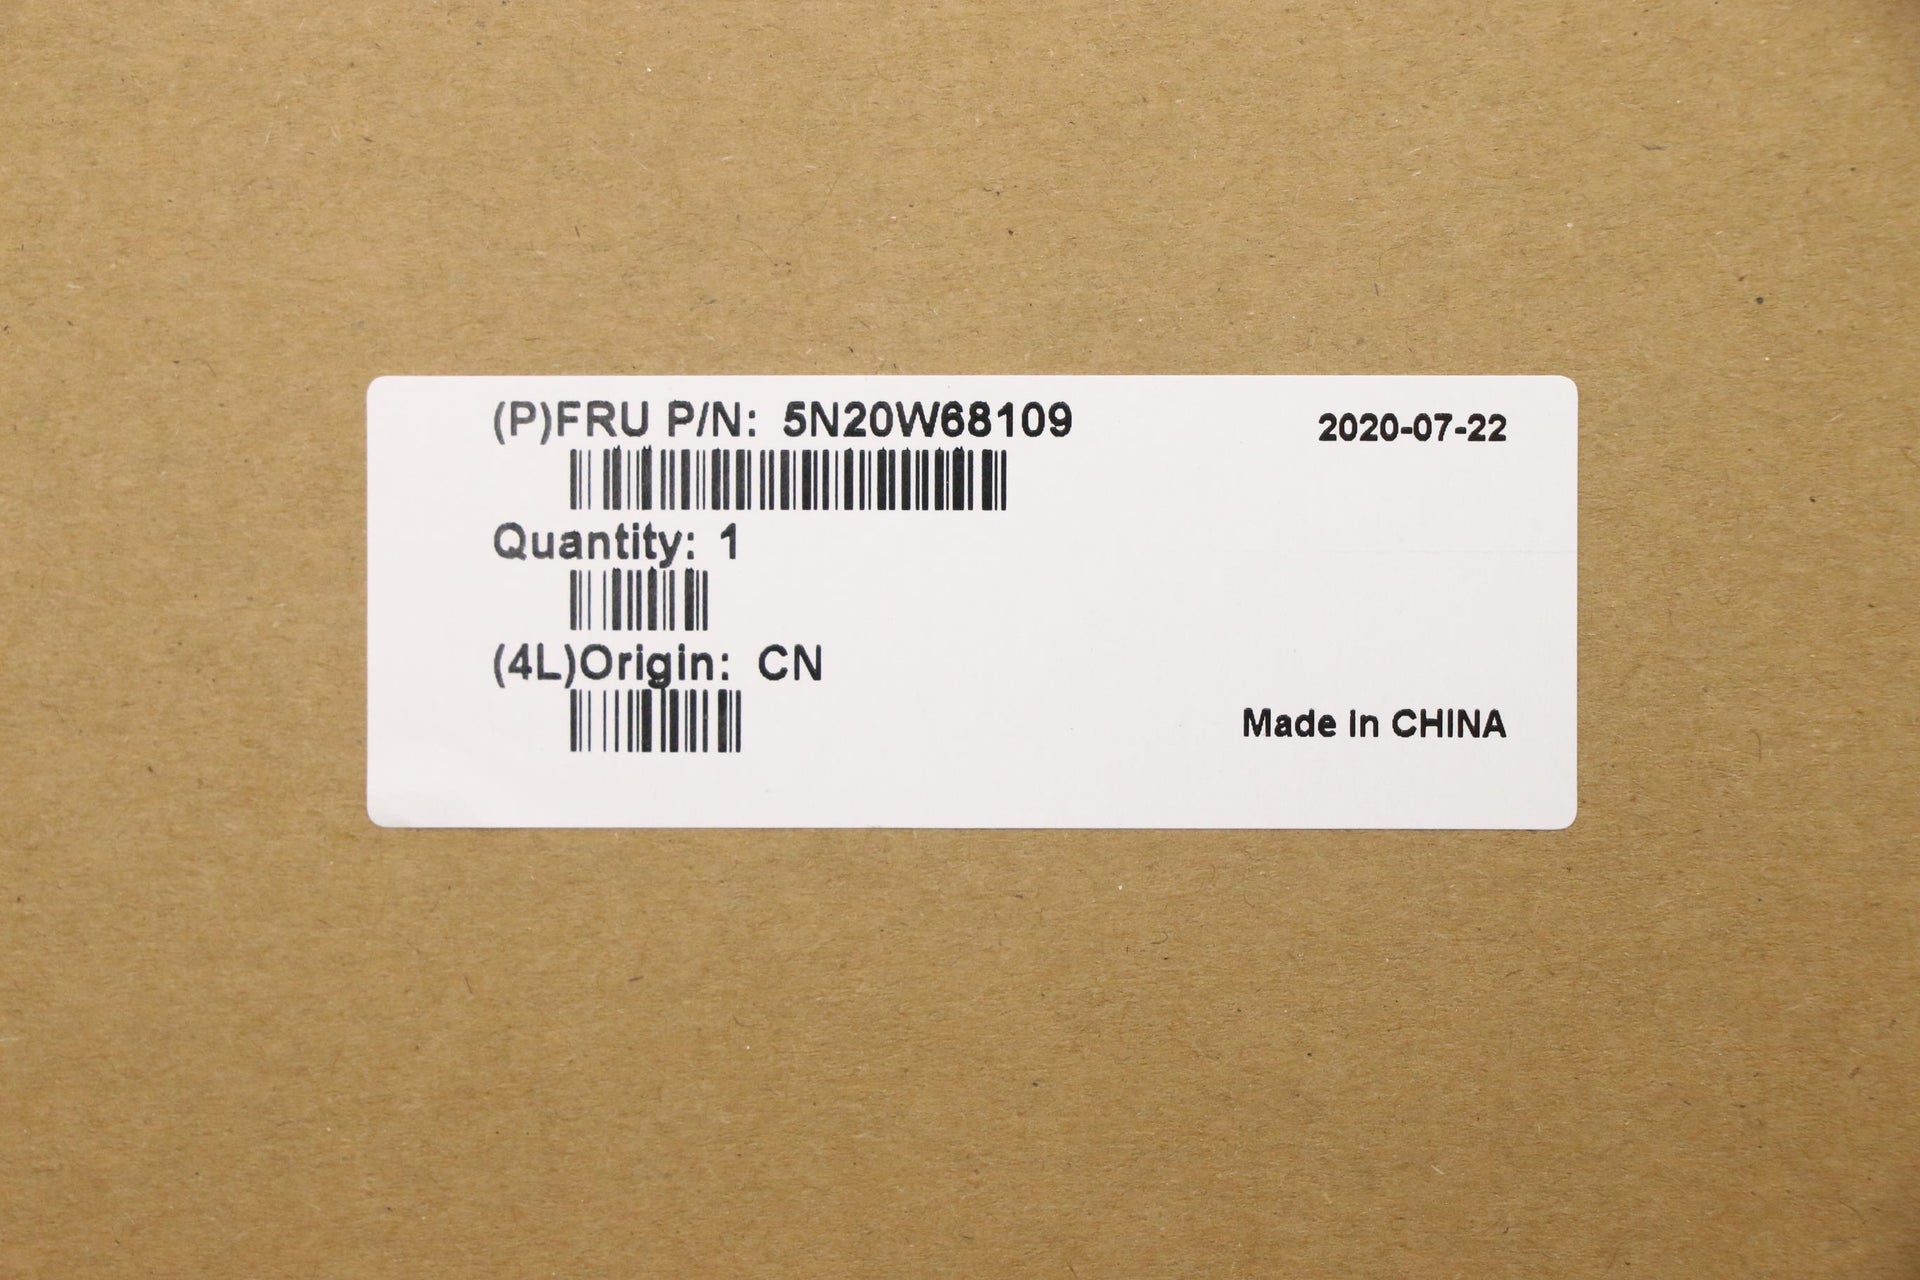 (P)FRU P/N: 5N20W68109
2020-07-22
Quantity: 1
(4L)Origin: CN
Made in CHINA